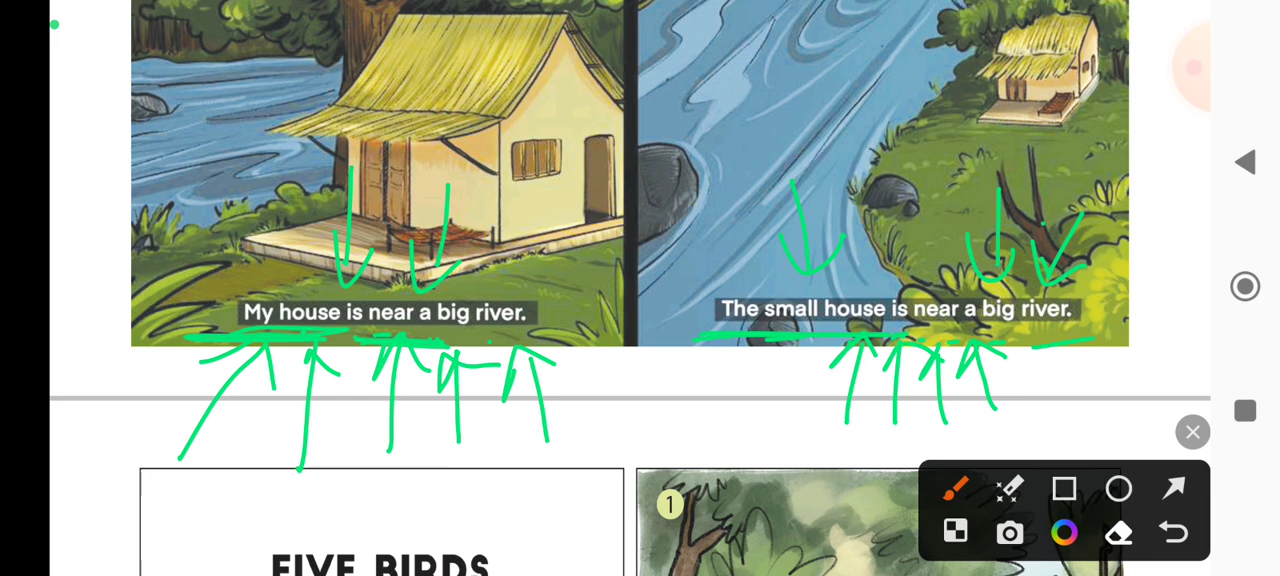 My house is near a big river.
The small house is near a big river.
FIVE BIRDS
1